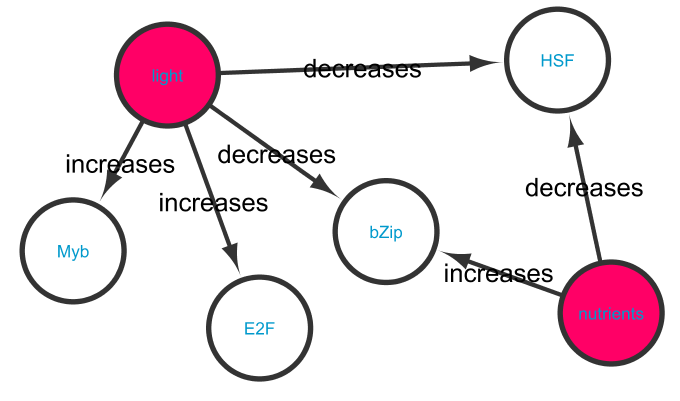 HSF
light
decreases
decreases
increases
decreases
increases
bZip
Myb
increases
nutrients
E2F